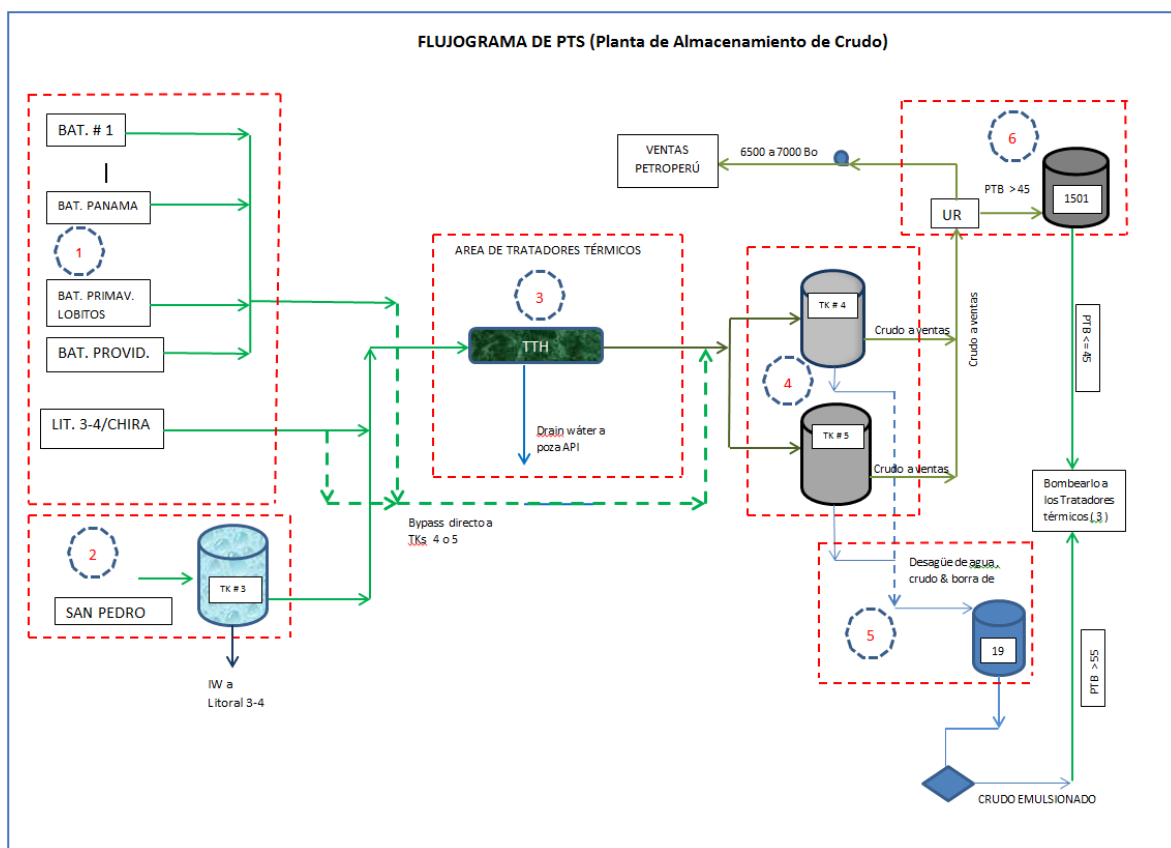 FLUJOGRAMA DE PTS (Planta de Almacenamiento de Crudo)
BAT. # 1
BAT. PANAMA
1
BAT. PRIMAV.
LOBITOS
BAT. PROVID.
LIT. 3-4/CHIRA
2
SAN PEDRO
TK # 3
IW a
Litoral 3-4
AREA DE TRATADORES TÉRMICOS
3
TTH
Drain wáter a
poza API
Bypass directo a
TKs 4 o 5
VENTAS
PETROPERÚ
6500 a 7000 Bo
UR
PTB >45
6
1501
TK # 4
Crudo a ventas
4
TK # 5
Crudo a ventas
Crudo a ventas
PTB <= 45
Bombearlo a
los Tratadores
térmicos ( 3 )
Desagüe de agua,
crudo & borra de
5
19
PTB >55
CRUDO EMULSIONADO